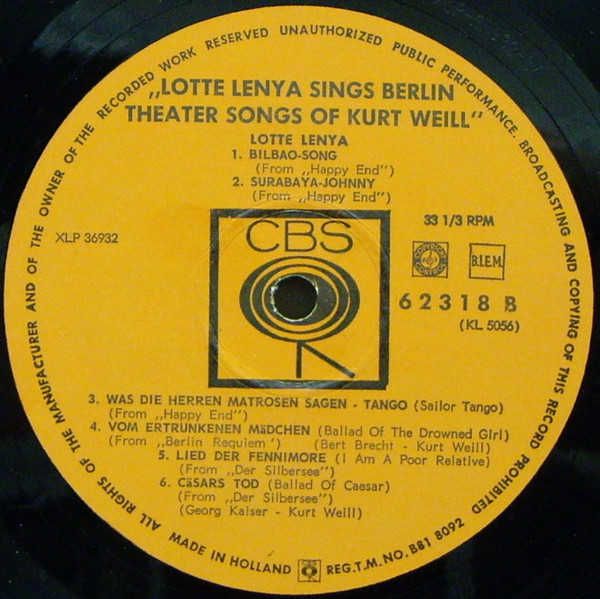 ALL RIGHTS OF THE MANUFACTURER AND OF THE OWNER OF THE RECORDED WORK RESERVED UNAUTHORIZED PUBLIC PERFORMANCE. BROADCASTING AND COPYING OF THIS RECORD PROHIBITED
„LOTTE LENYA SINGS BERLIN
THEATER SONGS OF KURT WEILL"
LOTTE LENYA
1. BILBAO-SONG
(From „Happy End")
2. SURABAYA-JOHNNY
(From „Happy End")
XLP 36932
CBS
33 1/3 RPM
B.I.E.M.
62318 B
(KL 5056)
3. WAS DIE HERREN MATROSEN SAGEN - TANGO (Sailor Tango)
(From „Happy End")
4. VOM ERTRUNKENEN MäDCHEN (Ballad Of The Drowned Girl)
(From „Berlin Requiem') (Bert Brecht - Kurt Weill)
5. LIED DER FENNIMORE (I Am A Poor Relative)
(From „Der Silbersee")
6. CäSARS TOD (Ballad Of Caesar)
(From „Der Silbersee")
(Georg Kaiser - Kurt Weill)
MADE IN HOLLAND CBS REG.T.M.NO.B81 8092